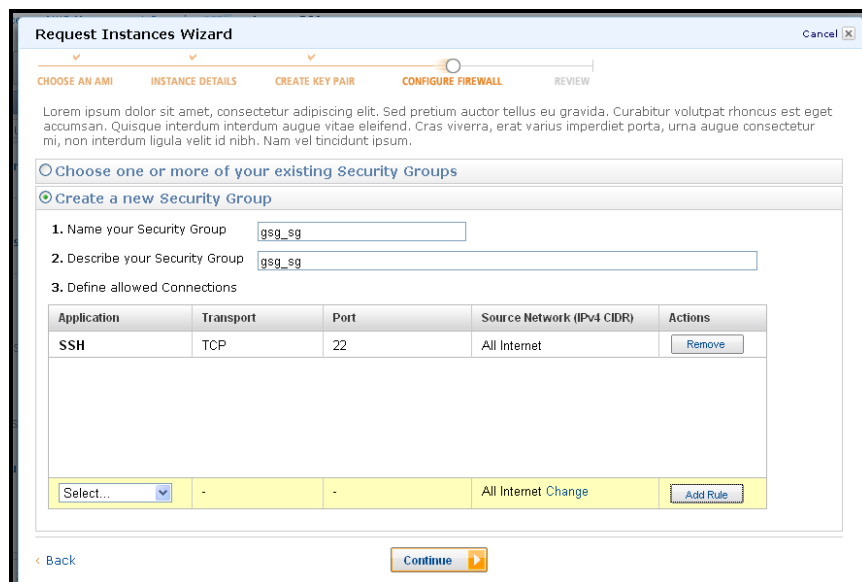 Request Instances Wizard
Cancel
CHOOSE AN AMI INSTANCE DETAILS CREATE KEY PAIR CONFIGURE FIREWALL REVIEW
Lorem ipsum dolor sit amet, consectetur adipiscing elit. Sed pretium auctor tellus eu gravida. Curabitur volutpat rhoncus est eget
accumsan. Quisque interdum interdum augue vitae eleifend. Cras viverra, erat varius imperdiet porta, urna augue consectetur
mi, non interdum ligula velit id nibh. Nam vel tincidunt ipsum.
Choose one or more of your existing Security Groups
Create a new Security Group
1. Name your Security Group gsg_sg
2. Describe your Security Group gsg_sg
3. Define allowed Connections
Application Transport Port Source Network (IPv4 CIDR) Actions
SSH TCP 22 All Internet Remove
Select... - - All Internet Change Add Rule
< Back Continue